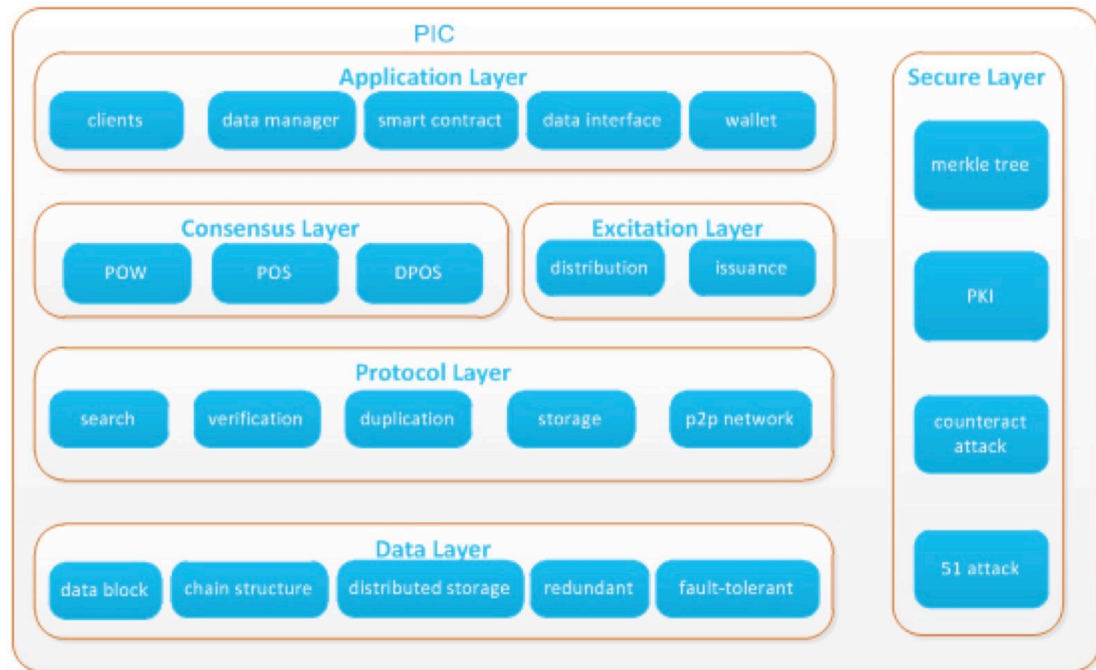 PIC
Application Layer
clients
data manager
smart contract
data interface
wallet
Consensus Layer
POW
POS
DPOS
Excitation Layer
distribution
issuance
Protocol Layer
search
verification
duplication
storage
p2p network
Data Layer
data block
chain structure
distributed storage
redundant
fault-tolerant
Secure Layer
merkle tree
PKI
counteract
attack
51 attack